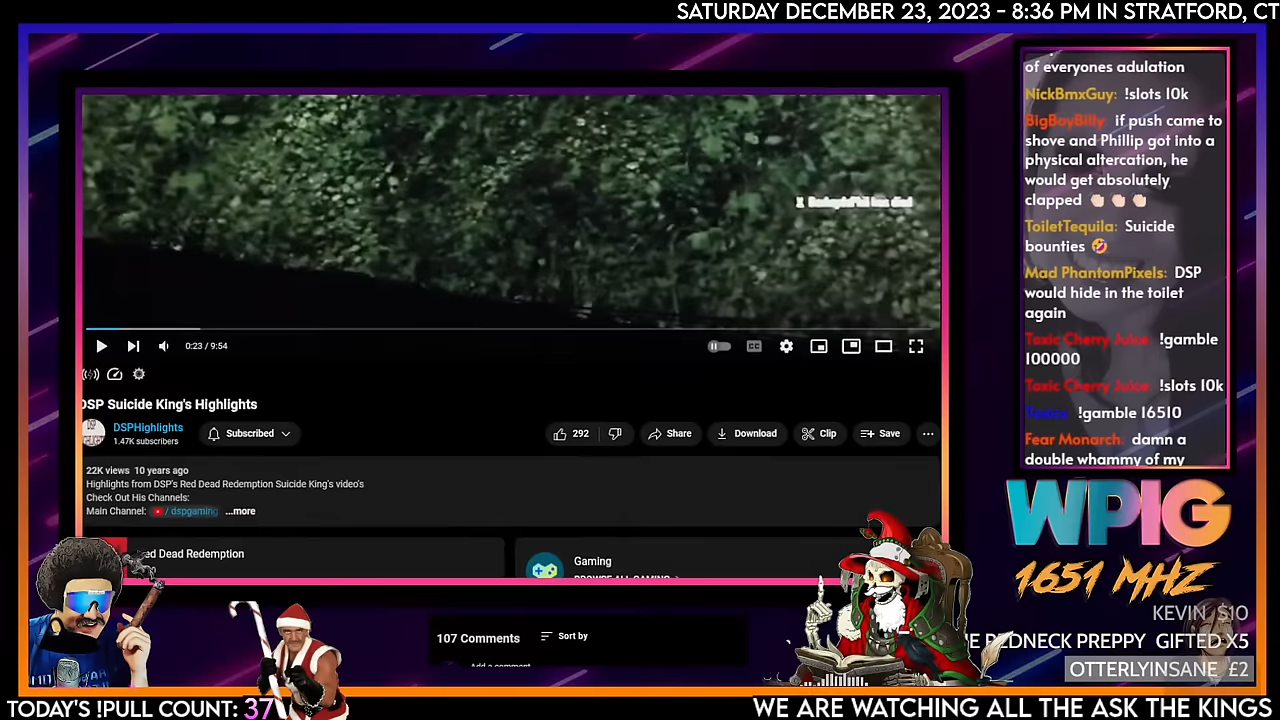 SATURDAY DECEMBER 23, 2023 - 8:36 PM IN STRATFORD, CT
of everyones adulation
NickBmxGuy: !slots 10k
BigBoyBilly: if push came to
shove and Phillip got into a
physical altercation, he
would get absolutely
clapped 👏🏻 👏🏻 👏🏻
ToiletTequila: Suicide
bounties 🤣
Mad PhantomPixels: DSP
would hide in the toilet
again
Toxic Cherry Juice: !gamble
100000
Toxic Cherry Juice: !slots 10k
!gamble 16510
Fear Monarch: damn a
double whammy of my
0:23 / 9:54
CC
DSP Suicide King's Highlights
DSPHighlights
1.47K subscribers
Subscribed
292
Share
Download
Clip
Save
22K views 10 years ago
Highlights from DSP's Red Dead Redemption Suicide King's video's
Check Out His Channels:
Main Channel: / dspgaming ...more
ed Dead Redemption
Gaming
BROWSE ALL GAMING >
107 Comments
Sort by
Add a comment
WPIG
1651 MHZ
KEVIN $10
E REDNECK PREPPY GIFTED X5
OTTERLYINSANE £2
TODAY'S !PULL COUNT: 37
WE ARE WATCHING ALL THE ASK THE KINGS